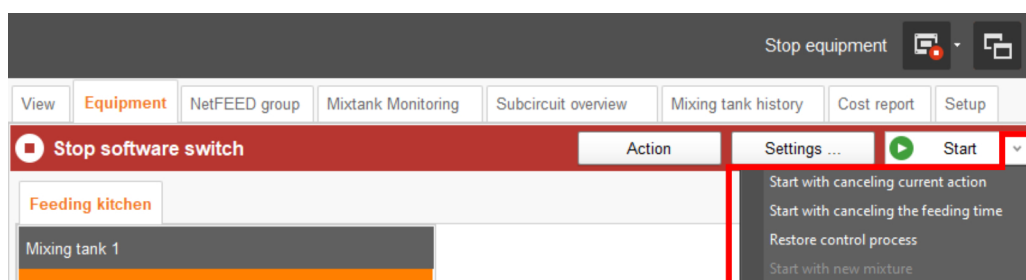 Stop equipment
View Equipment NetFEED group Mixtank Monitoring Subcircuit overview Mixing tank history Cost report Setup
Stop software switch Action Settings ... Start
Start with canceling current action
Feeding kitchen
Start with canceling the feeding time
Restore control process
Mixing tank 1
Start with new mixture